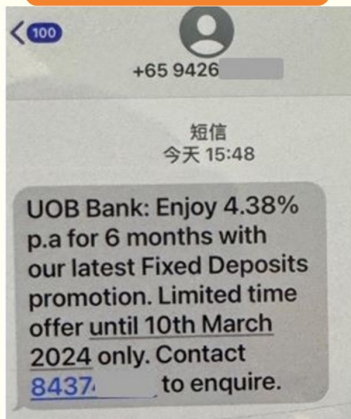 100
+65 9426
短信
今天 15:48
UOB Bank: Enjoy 4.38%
p.a for 6 months with
our latest Fixed Deposits
promotion. Limited time
offer until 10th March
2024 only. Contact
8437 to enquire.